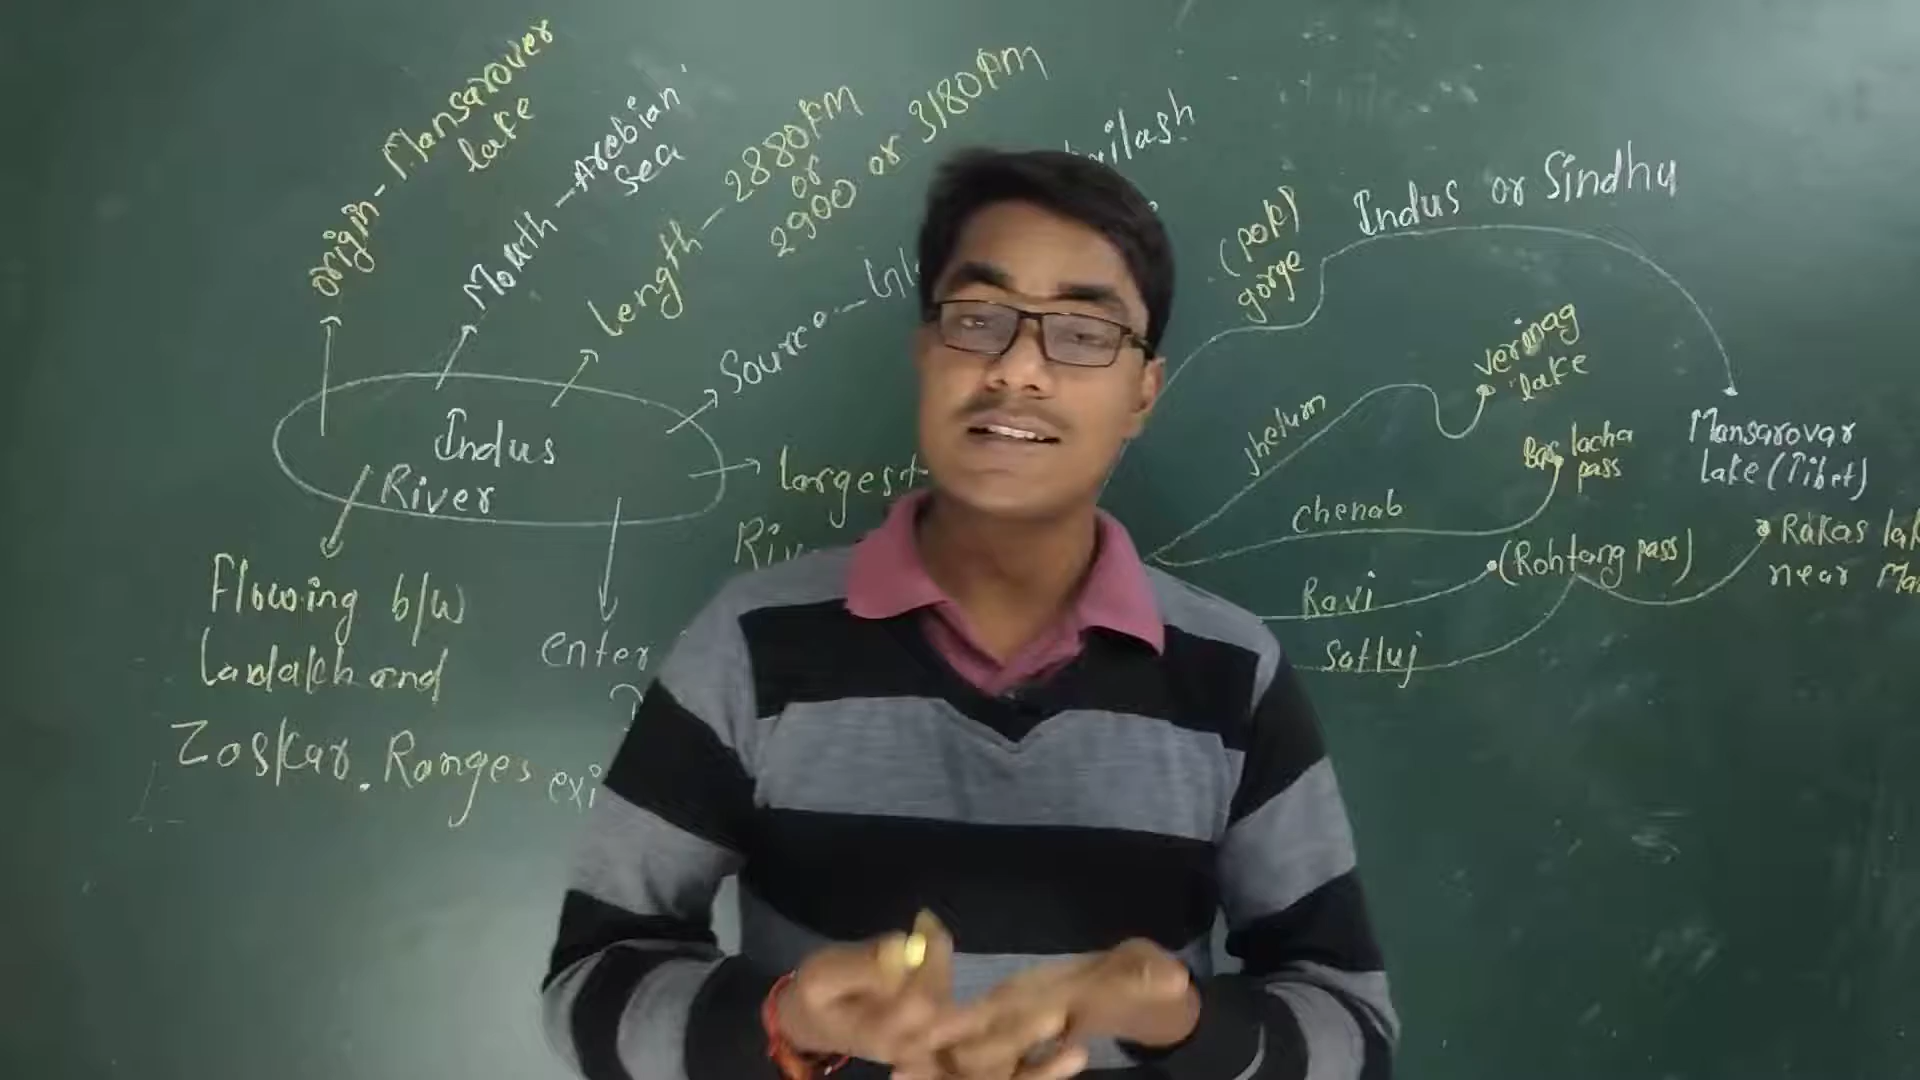 origin - Mansarover
lake
Mouth - Arebian
Sea
length - 2880km
or
2900 or 3180km
Source -
Indus
River
largest
Flowing b/w
Ladakh and
Zaskar. Ranges
enter
(pok)
gorge
Indus or Sindhu
Mansarovar
lake (Tibet)
jhelum
verinag
lake
chenab
lacha
pass
Ravi
(Rohtang pass)
Satluj
Rakas
near